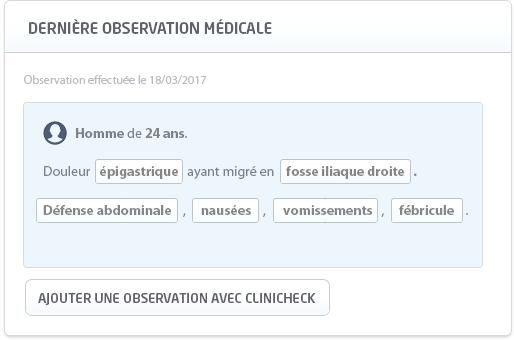 DERNIÈRE OBSERVATION MÉDICALE
Observation effectuée le 18/03/2017
Homme de 24 ans.
Douleur épigastrique ayant migré en fosse iliaque droite .
Défense abdominale , nausées , vomissements , fébricule .
AJOUTER UNE OBSERVATION AVEC CLINICHECK